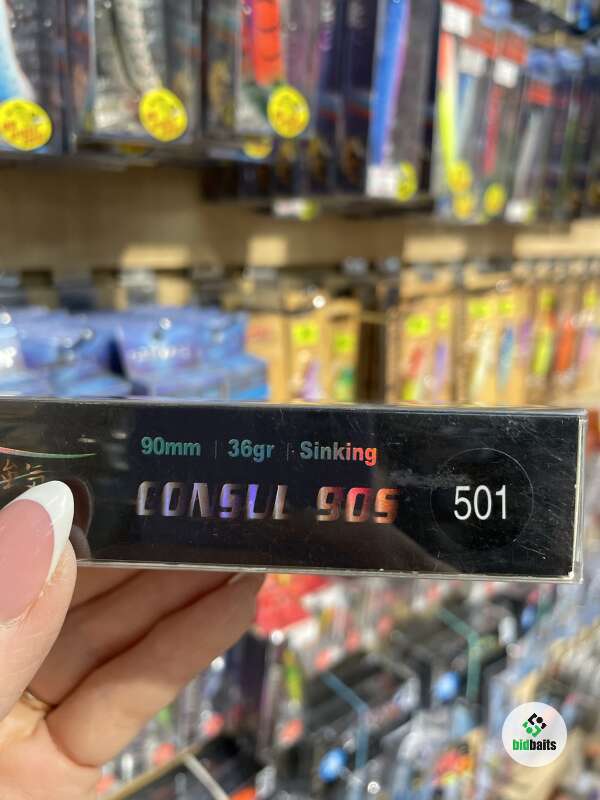 90mm | 36gr | Sinking
CONSUL 90S
501
bidbaits